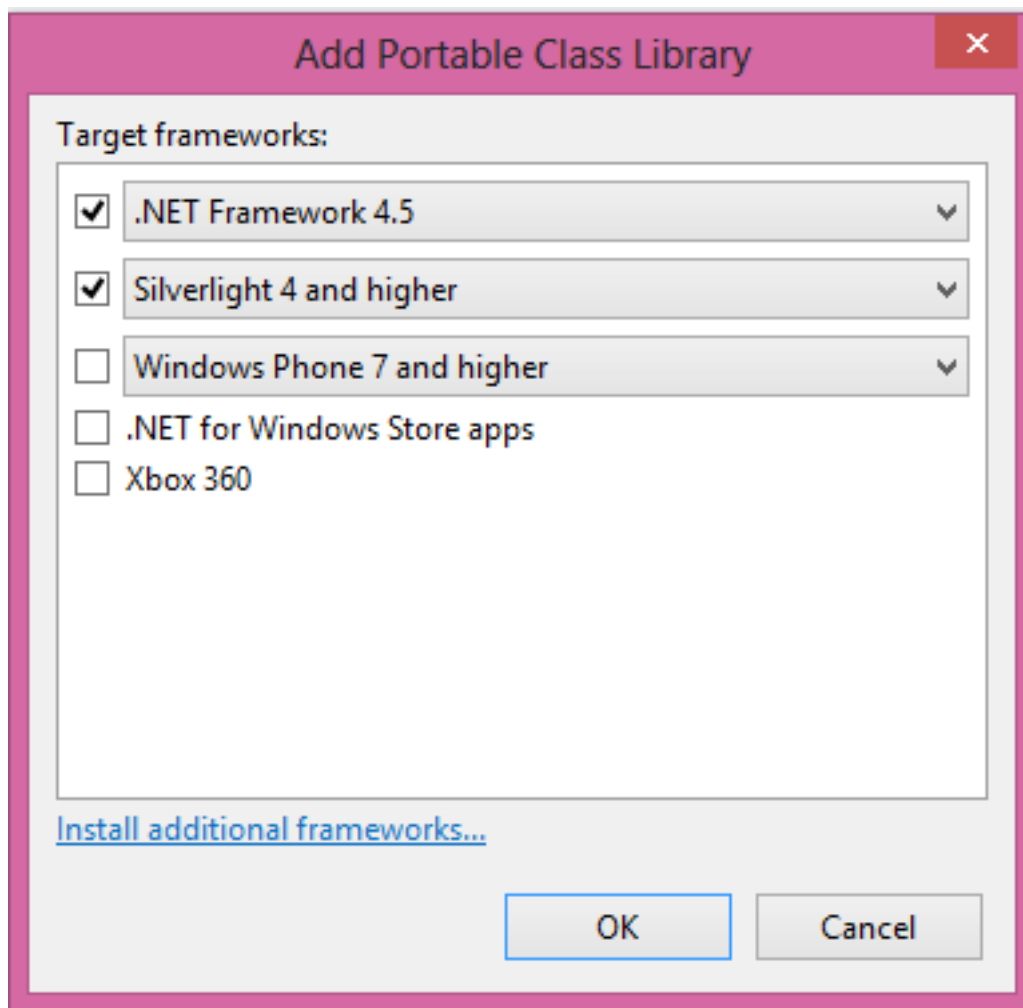 Add Portable Class Library
Target frameworks:
.NET Framework 4.5
Silverlight 4 and higher
Windows Phone 7 and higher
.NET for Windows Store apps
Xbox 360
Install additional frameworks...
OK Cancel